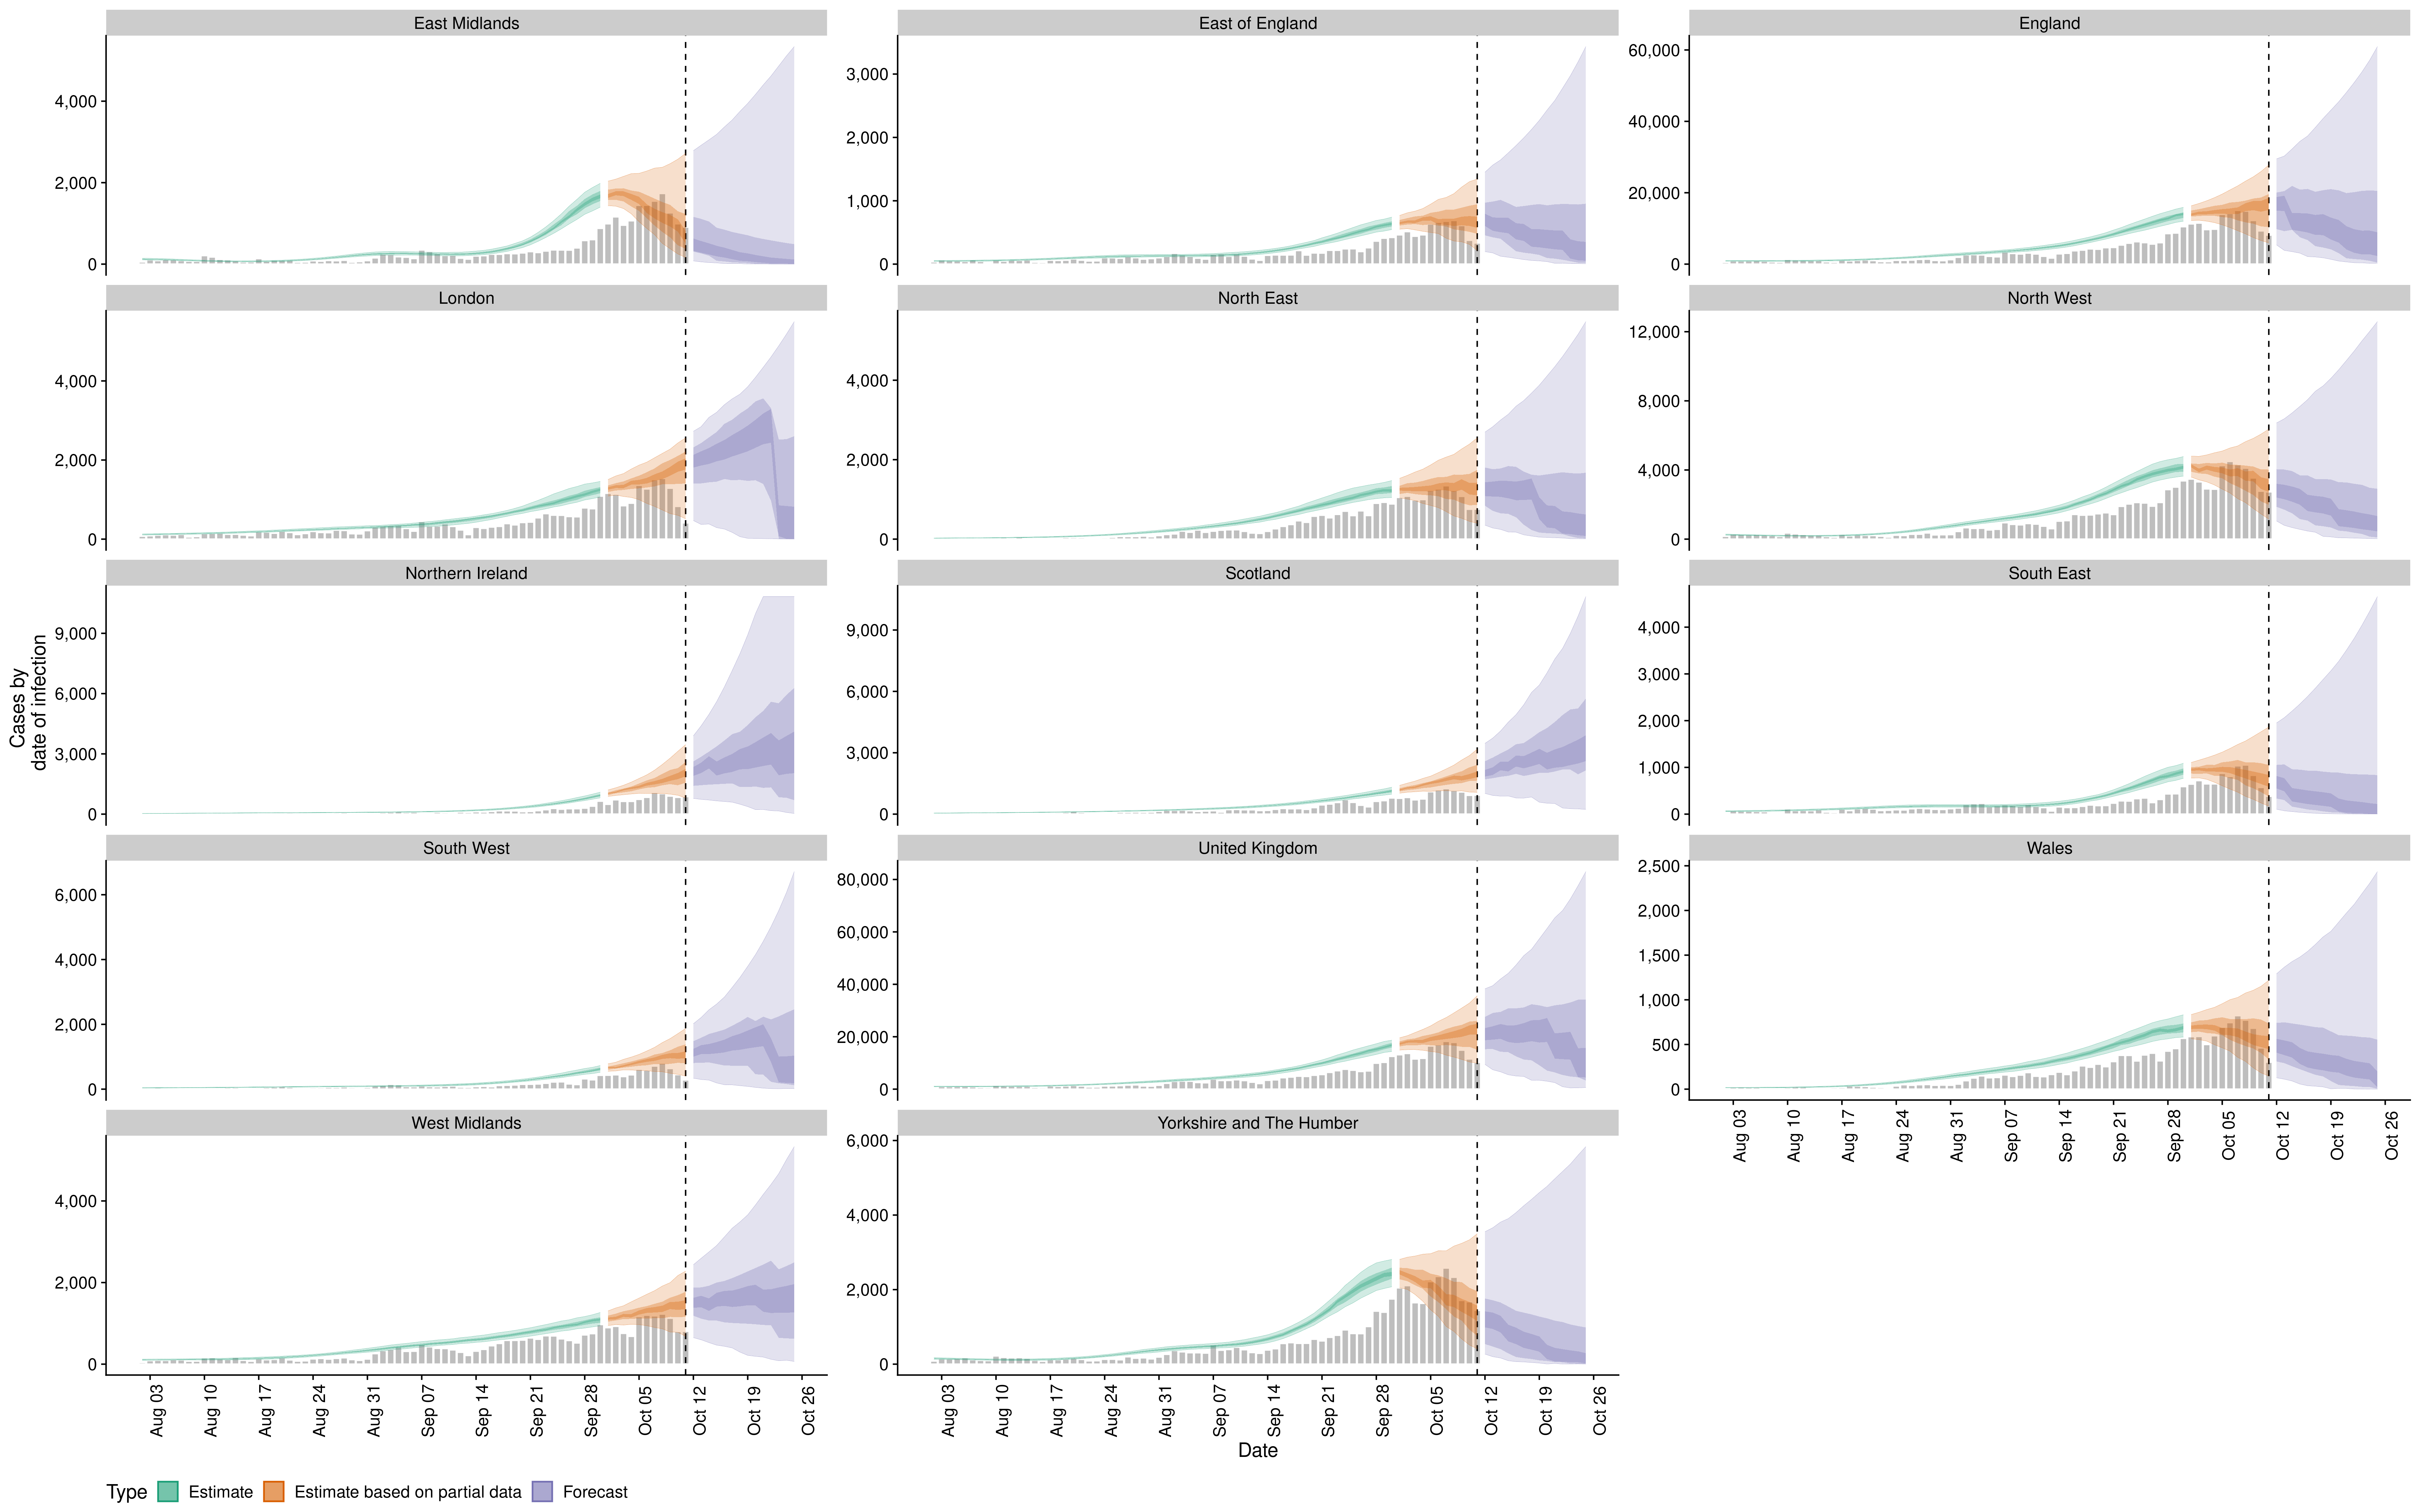 East Midlands
East of England
England
4,000
2,000
0
3,000
2,000
1,000
0
60,000
40,000
20,000
0
London
North East
North West
4,000
2,000
0
4,000
2,000
0
12,000
8,000
4,000
0
Northern Ireland
Scotland
South East
9,000
6,000
3,000
0
9,000
6,000
3,000
0
4,000
3,000
2,000
1,000
0
Cases by
date of infection
South West
United Kingdom
Wales
6,000
4,000
2,000
0
80,000
60,000
40,000
20,000
0
2,500
2,000
1,500
1,000
500
0
Aug 03
Aug 10
Aug 17
Aug 24
Aug 31
Sep 07
Sep 14
Sep 21
Sep 28
Oct 05
Oct 12
Oct 19
Oct 26
West Midlands
Yorkshire and The Humber
4,000
2,000
0
6,000
4,000
2,000
0
Aug 03
Aug 10
Aug 17
Aug 24
Aug 31
Sep 07
Sep 14
Sep 21
Sep 28
Oct 05
Oct 12
Oct 19
Oct 26
Aug 03
Aug 10
Aug 17
Aug 24
Aug 31
Sep 07
Sep 14
Sep 21
Sep 28
Oct 05
Oct 12
Oct 19
Oct 26
Date
Type Estimate Estimate based on partial data Forecast